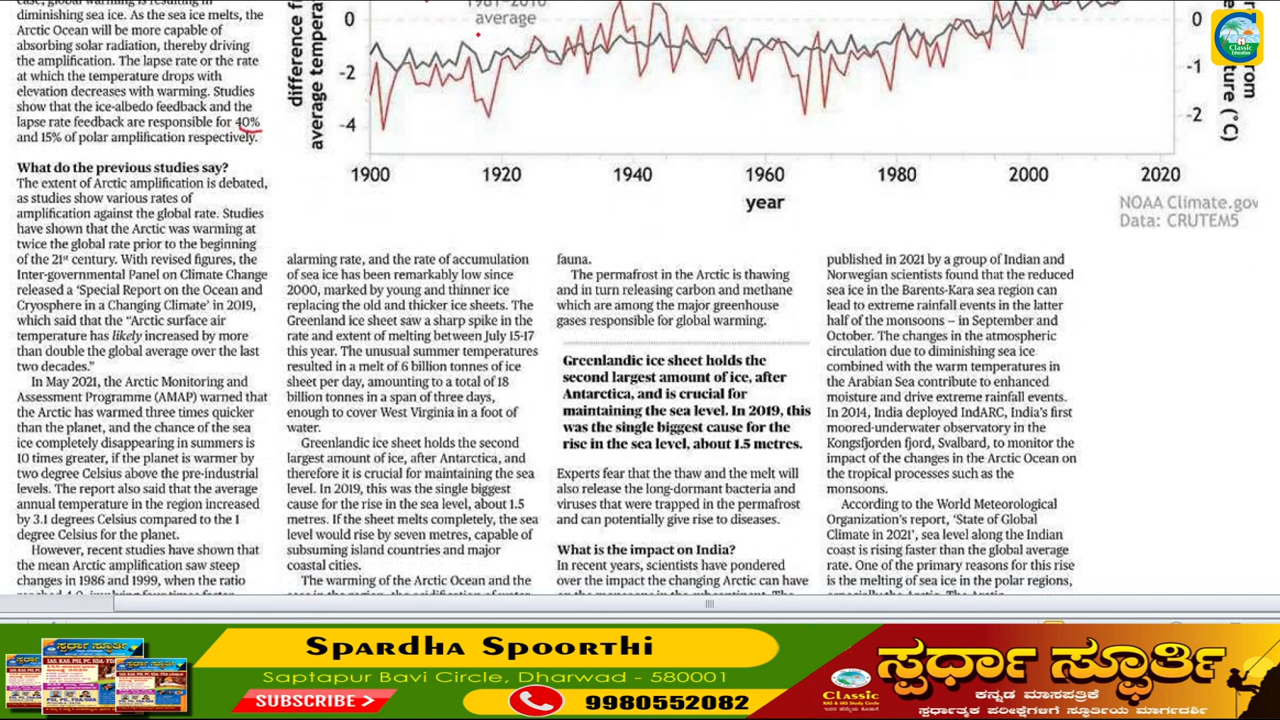 diminishing sea ice. As the sea ice melts, the
Arctic Ocean will be more capable of
absorbing solar radiation, thereby driving
the amplification. The lapse rate or the rate
at which the temperature drops with
elevation decreases with warming. Studies
show that the ice-albedo feedback and the
lapse rate feedback are responsible for 40%
and 15% of polar amplification respectively.
What do the previous studies say?
The extent of Arctic amplification is debated,
as studies show various rates of
amplification against the global rate. Studies
have shown that the Arctic was warming at
twice the global rate prior to the beginning
of the 21st century. With revised figures, the
Inter-governmental Panel on Climate Change
released a ‘Special Report on the Ocean and
Cryosphere in a Changing Climate’ in 2019,
which said that the “Arctic surface air
temperature has likely increased by more
than double the global average over the last
two decades.”
In May 2021, the Arctic Monitoring and
Assessment Programme (AMAP) warned that
the Arctic has warmed three times quicker
than the planet, and the chance of the sea
ice completely disappearing in summers is
10 times greater, if the planet is warmer by
two degree Celsius above the pre-industrial
levels. The report also said that the average
annual temperature in the region increased
by 3.1 degrees Celsius compared to the 1
degree Celsius for the planet.
However, recent studies have shown that
the mean Arctic amplification saw steep
changes in 1986 and 1999, when the ratio
difference
average temperat
1981-2010
average
0
-2
-4
0
-1
-2
from
ture (°C)
1900 1920 1940 1960 1980 2000 2020
year
NOAA Climate.gov
Data: CRUTEM5
alarming rate, and the rate of accumulation
of sea ice has been remarkably low since
2000, marked by young and thinner ice
replacing the old and thicker ice sheets. The
Greenland ice sheet saw a sharp spike in the
rate and extent of melting between July 15-17
this year. The unusual summer temperatures
resulted in a melt of 6 billion tonnes of ice
sheet per day, amounting to a total of 18
billion tonnes in a span of three days,
enough to cover West Virginia in a foot of
water.
Greenlandic ice sheet holds the second
largest amount of ice, after Antarctica, and
therefore it is crucial for maintaining the sea
level. In 2019, this was the single biggest
cause for the rise in the sea level, about 1.5
metres. If the sheet melts completely, the sea
level would rise by seven metres, capable of
subsuming island countries and major
coastal cities.
The warming of the Arctic Ocean and the
fauna.
The permafrost in the Arctic is thawing
and in turn releasing carbon and methane
which are among the major greenhouse
gases responsible for global warming.
Greenlandic ice sheet holds the
second largest amount of ice, after
Antarctica, and is crucial for
maintaining the sea level. In 2019, this
was the single biggest cause for the
rise in the sea level, about 1.5 metres.
Experts fear that the thaw and the melt will
also release the long-dormant bacteria and
viruses that were trapped in the permafrost
and can potentially give rise to diseases.
What is the impact on India?
In recent years, scientists have pondered
over the impact the changing Arctic can have
published in 2021 by a group of Indian and
Norwegian scientists found that the reduced
sea ice in the Barents-Kara sea region can
lead to extreme rainfall events in the latter
half of the monsoons — in September and
October. The changes in the atmospheric
circulation due to diminishing sea ice
combined with the warm temperatures in
the Arabian Sea contribute to enhanced
moisture and drive extreme rainfall events.
In 2014, India deployed IndARC, India’s first
moored-underwater observatory in the
Kongsfjorden fjord, Svalbard, to monitor the
impact of the changes in the Arctic Ocean on
the tropical processes such as the
monsoons.
According to the World Meteorological
Organization’s report, ‘State of Global
Climate in 2021’, sea level along the Indian
coast is rising faster than the global average
rate. One of the primary reasons for this rise
is the melting of sea ice in the polar regions,
Classic
Education
Spardha Spoorthi
Saptapur Bavi Circle, Dharwad - 580001
SUBSCRIBE
9980552082
Classic
ಸ್ಪರ್ಧಾ ಸ್ಫೂರ್ತಿ
ಕನ್ನಡ ಮಾಸಪತ್ರಿಕೆ
ಸ್ಪರ್ಧಾತ್ಮಕ ಪರೀಕ್ಷೆಗಳಿಗೆ ಸ್ಫೂರ್ತಿಯ ಮಾರ್ಗದರ್ಶಿ